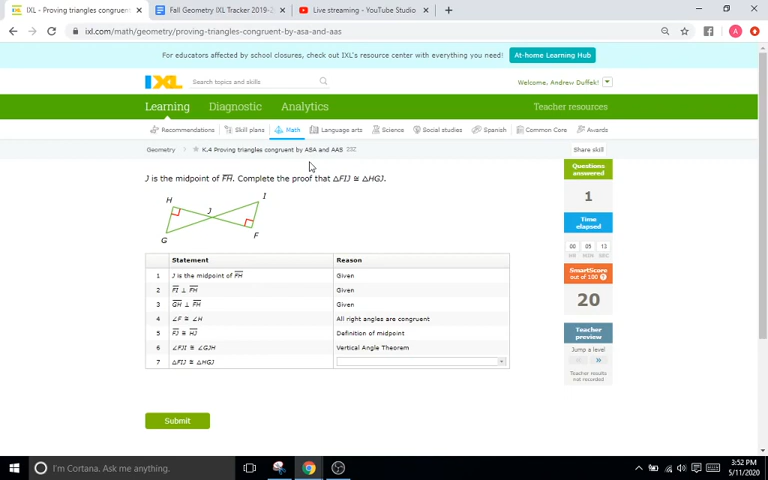 IXL - Proving triangles congruen
Fall Geometry IXL Tracker 2019-2
Live streaming - YouTube Studio
ixl.com/math/geometry/proving-triangles-congruent-by-asa-and-aas
For educators affected by school closures, check out IXL's resource center with everything you need!
At-home Learning Hub
IXL
Search topics and skills
Welcome, Andrew Duffek!
Learning
Diagnostic
Analytics
Teacher resources
Recommendations
Skill plans
Math
Language arts
Science
Social studies
Spanish
Common Core
Awards
Geometry
K.4 Proving triangles congruent by ASA and AAS
Share skill
J is the midpoint of FH. Complete the proof that △FIJ ≅ △HGJ.
H
J
I
G
F
Statement Reason
1 J is the midpoint of FH Given
2 FI ⊥ FH Given
3 GH ⊥ FH Given
4 ∠F ≅ ∠H All right angles are congruent
5 FJ ≅ HJ Definition of midpoint
6 ∠FJI ≅ ∠GJH Vertical Angle Theorem
7 △FIJ ≅ △HGJ
Submit
Questions
answered
1
Time
elapsed
00 05 13
HR MIN SEC
SmartScore
out of 100
20
Teacher
preview
Jump a level
Teacher results
not recorded
I'm Cortana. Ask me anything.
3:52 PM
5/11/2020